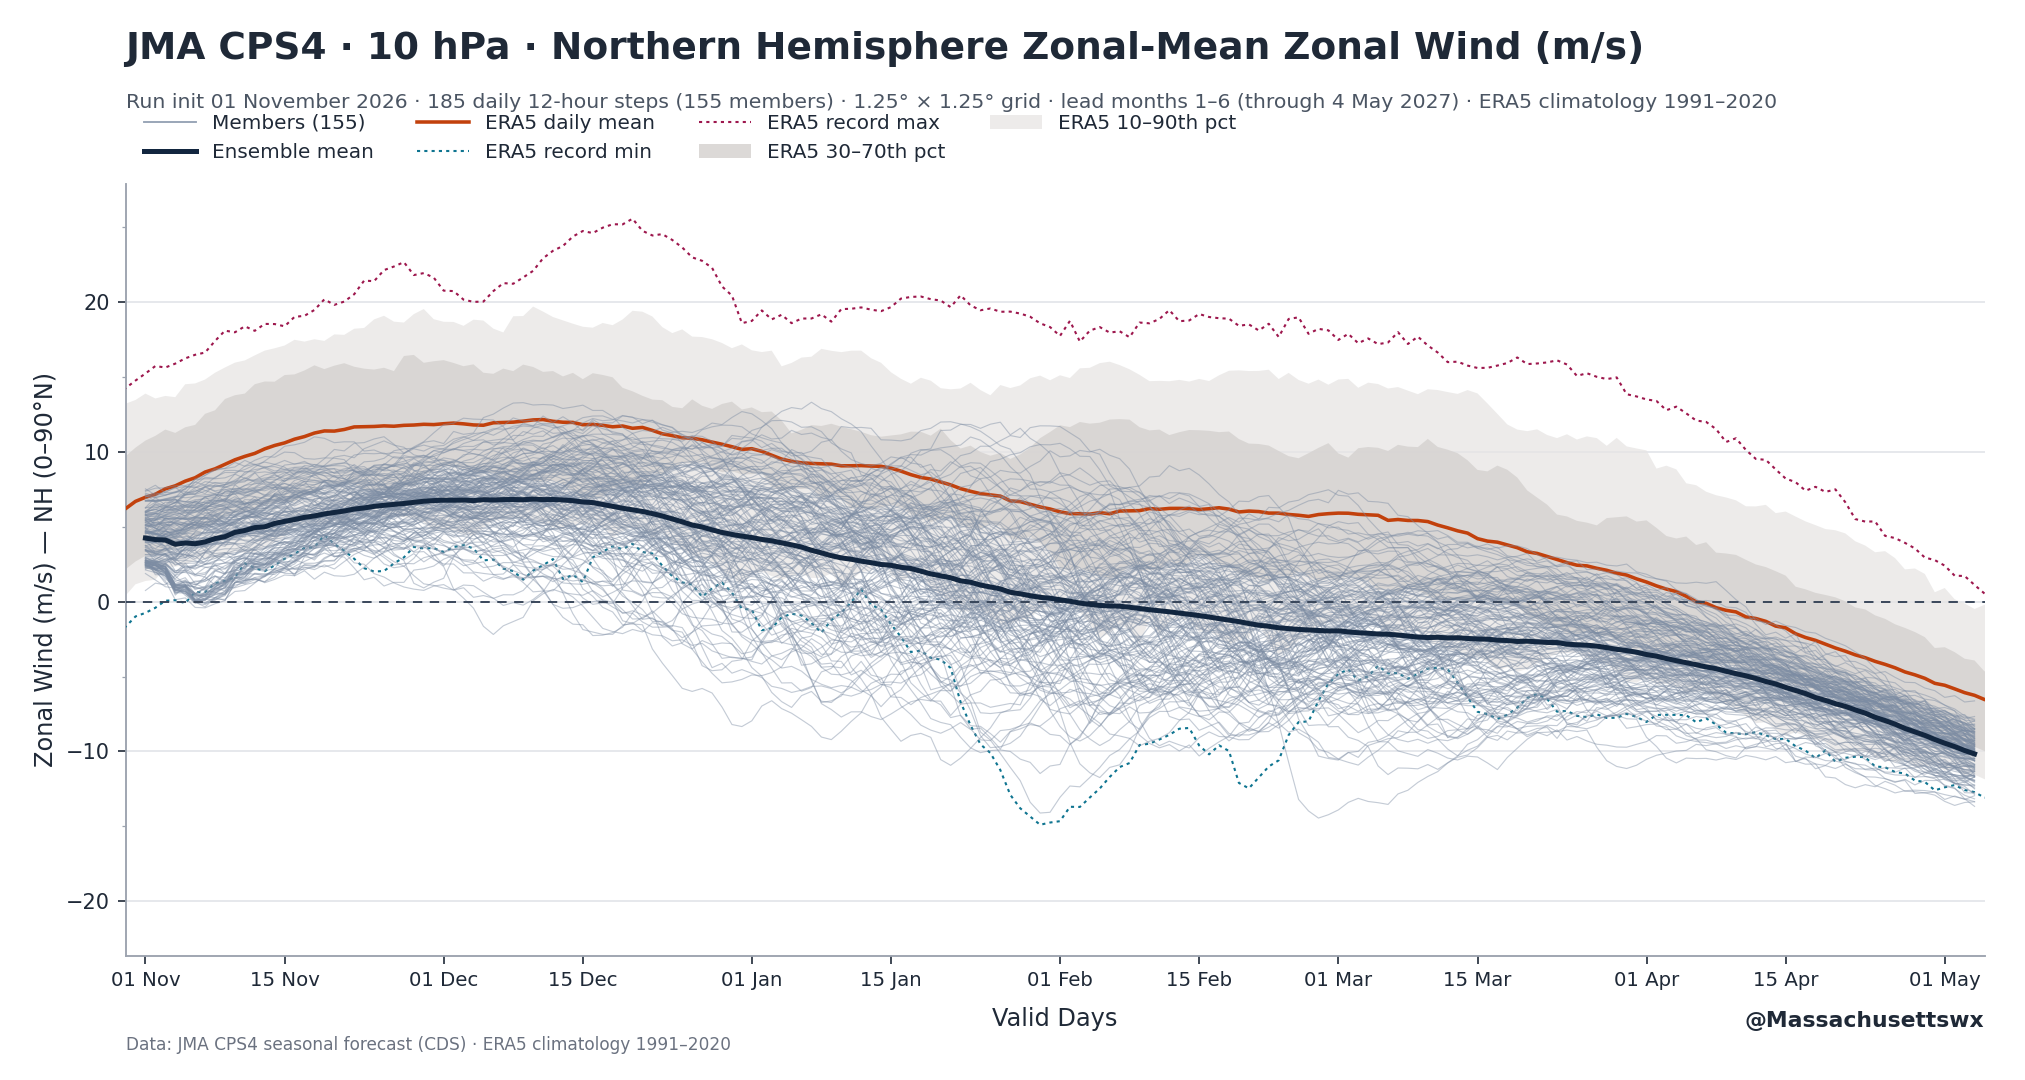 JMA CPS4 · 10 hPa · Northern Hemisphere Zonal-Mean Zonal Wind (m/s)
Run init 01 November 2026 · 185 daily 12-hour steps (155 members) · 1.25° × 1.25° grid · lead months 1–6 (through 4 May 2027) · ERA5 climatology 1991–2020
Members (155) ERA5 daily mean ERA5 record max ERA5 10–90th pct
Ensemble mean ERA5 record min ERA5 30–70th pct
Zonal Wind (m/s) — NH (0–90°N)
20
10
0
−10
−20
01 Nov 15 Nov 01 Dec 15 Dec 01 Jan 15 Jan 01 Feb 15 Feb 01 Mar 15 Mar 01 Apr 15 Apr 01 May
Valid Days
@Massachusettswx
Data: JMA CPS4 seasonal forecast (CDS) · ERA5 climatology 1991–2020